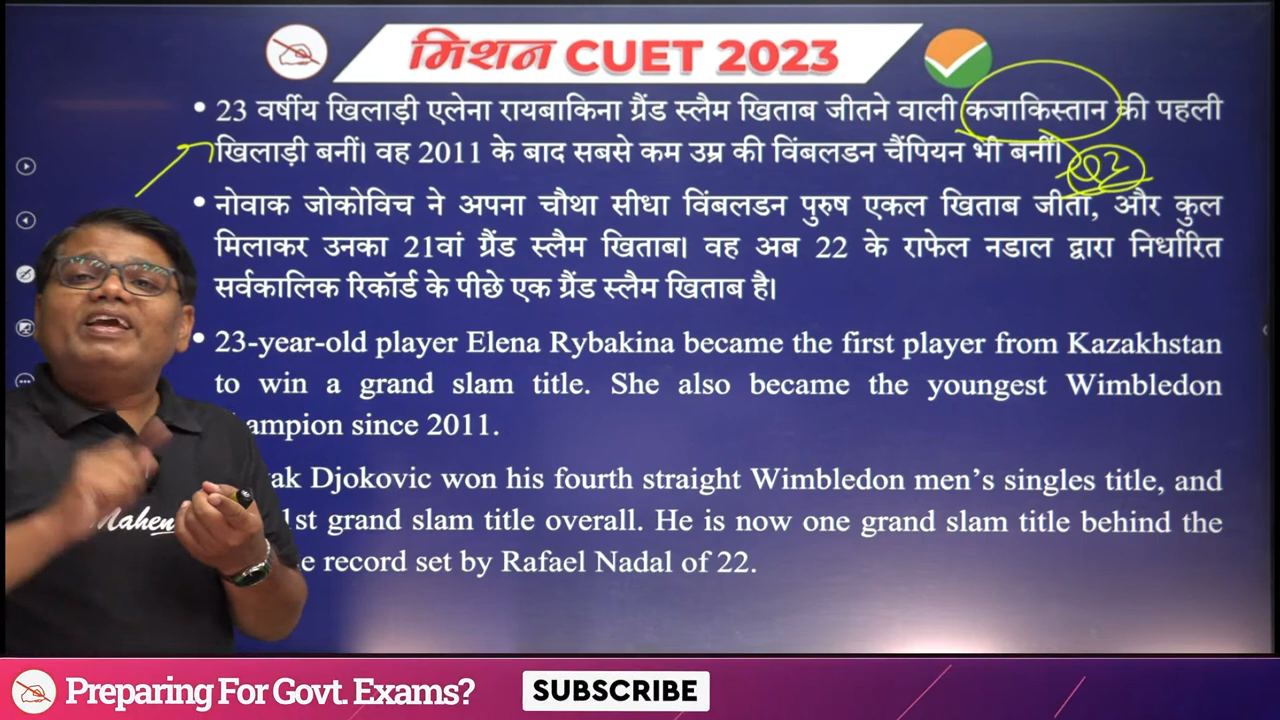 मिशन CUET 2023
• 23 वर्षीय खिलाड़ी एलेना रायबाकिना ग्रैंड स्लैम खिताब जीतने वाली कजाकिस्तान की पहली
खिलाड़ी बनीं। वह 2011 के बाद सबसे कम उम्र की विंबलडन चैंपियन भी बनीं।
• नोवाक जोकोविच ने अपना चौथा सीधा विंबलडन पुरुष एकल खिताब जीता, और कुल
मिलाकर उनका 21वां ग्रैंड स्लैम खिताब। वह अब 22 के राफेल नडाल द्वारा निर्धारित
सर्वकालिक रिकॉर्ड के पीछे एक ग्रैंड स्लैम खिताब है।
• 23-year-old player Elena Rybakina became the first player from Kazakhstan
to win a grand slam title. She also became the youngest Wimbledon
ampion since 2011.
ak Djokovic won his fourth straight Wimbledon men's singles title, and
1st grand slam title overall. He is now one grand slam title behind the
e record set by Rafael Nadal of 22.
Mahen
Preparing For Govt. Exams?
SUBSCRIBE